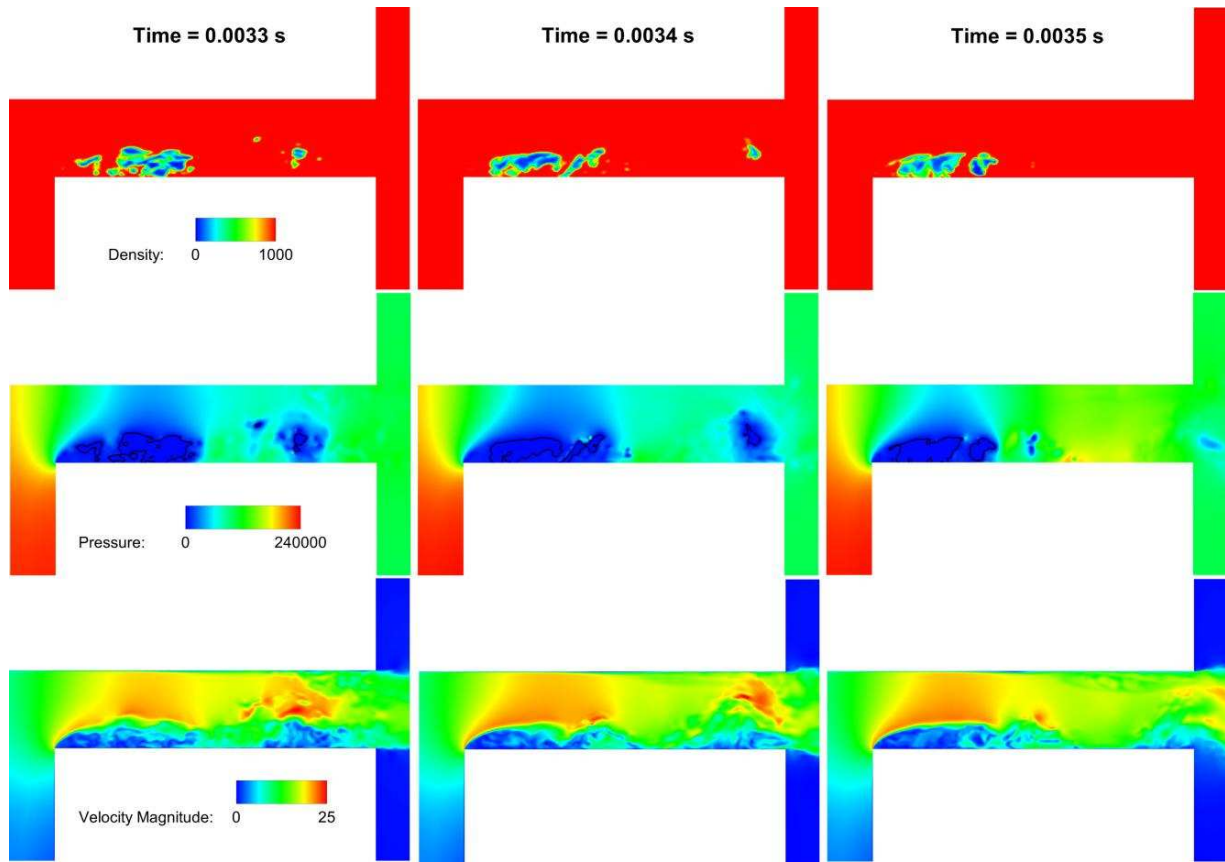 Time = 0.0033 s
Time = 0.0034 s
Time = 0.0035 s
Density:
0
1000
Pressure:
0
240000
Velocity Magnitude:
0
25